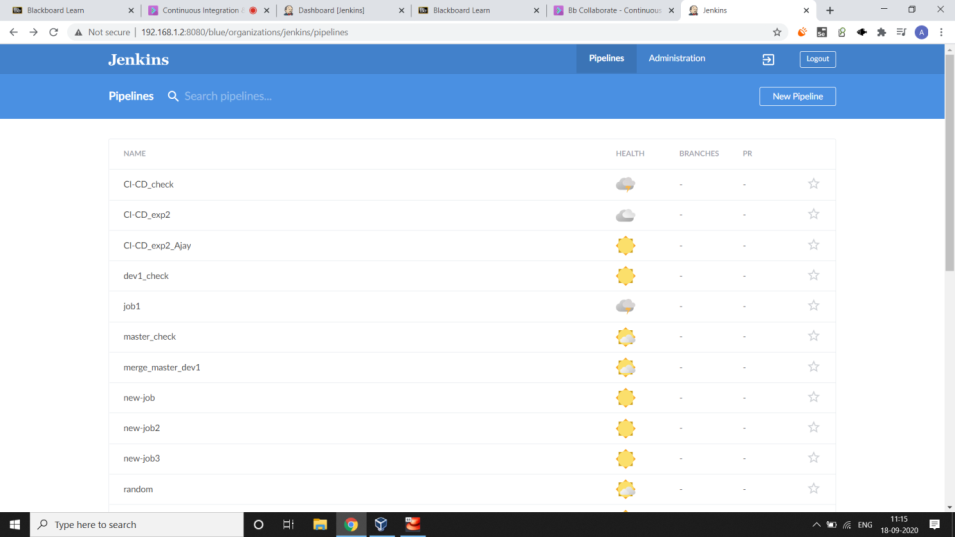 Blackboard Learn
Continuous Integration
Dashboard [Jenkins]
Blackboard Learn
Bb Collaborate - Continuous
Jenkins
Not secure | 192.168.1.2:8080/blue/organizations/jenkins/pipelines
A
Jenkins
Pipelines
Administration
Logout
Pipelines
Search pipelines...
New Pipeline
NAME HEALTH BRANCHES PR
CI-CD_check - -
CI-CD_exp2 - -
CI-CD_exp2_Ajay - -
dev1_check - -
job1 - -
master_check - -
merge_master_dev1 - -
new-job - -
new-job2 - -
new-job3 - -
random - -
Type here to search
ENG
11:15
18-09-2020